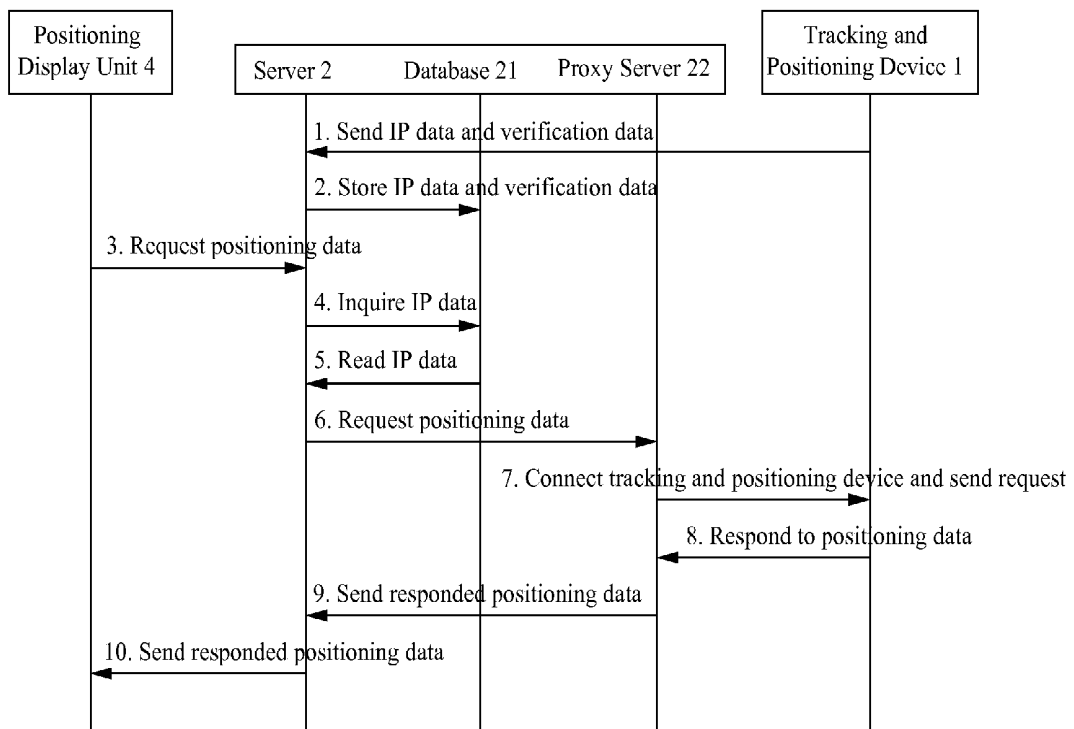 Positioning
Display Unit 4
Server 2
Database 21
Proxy Server 22
Tracking and
Positioning Device 1
1. Send IP data and verification data
2. Store IP data and verification data
3. Request positioning data
4. Inquire IP data
5. Read IP data
6. Request positioning data
7. Connect tracking and positioning device and send request
8. Respond to positioning data
9. Send responded positioning data
10. Send responded positioning data